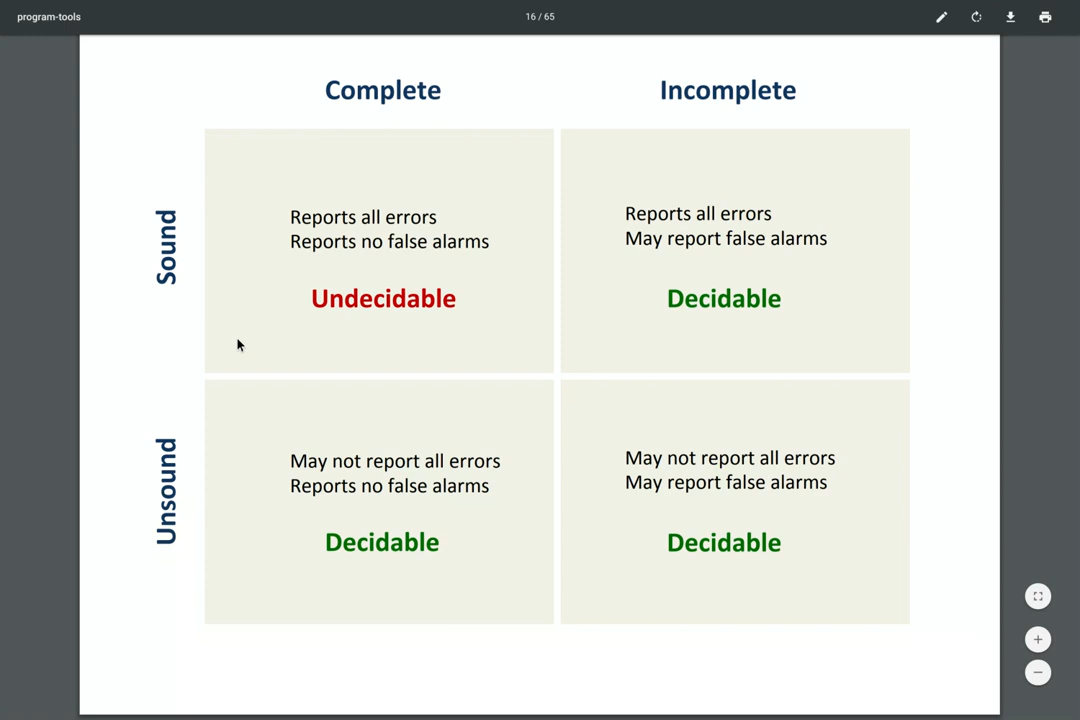 program-tools
16 / 65
Complete
Incomplete
Sound
Reports all errors
Reports no false alarms
Undecidable
Reports all errors
May report false alarms
Decidable
Unsound
May not report all errors
Reports no false alarms
Decidable
May not report all errors
May report false alarms
Decidable